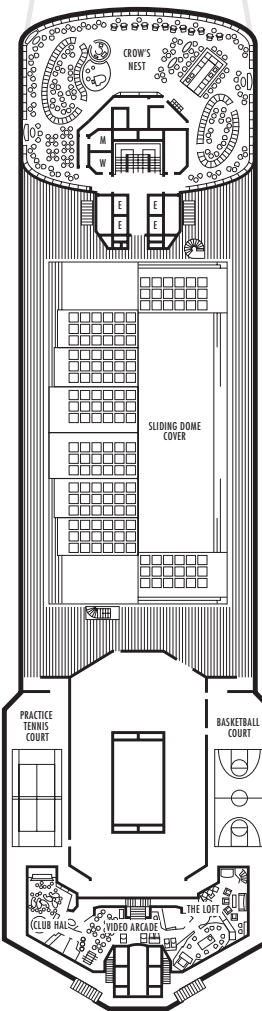 CROW'S
NEST
M
W
E
E
E
E
SLIDING DOME
COVER
PRACTICE
TENNIS
COURT
BASKETBALL
COURT
THE LOFT
CLUB HAL
VIDEO ARCADE